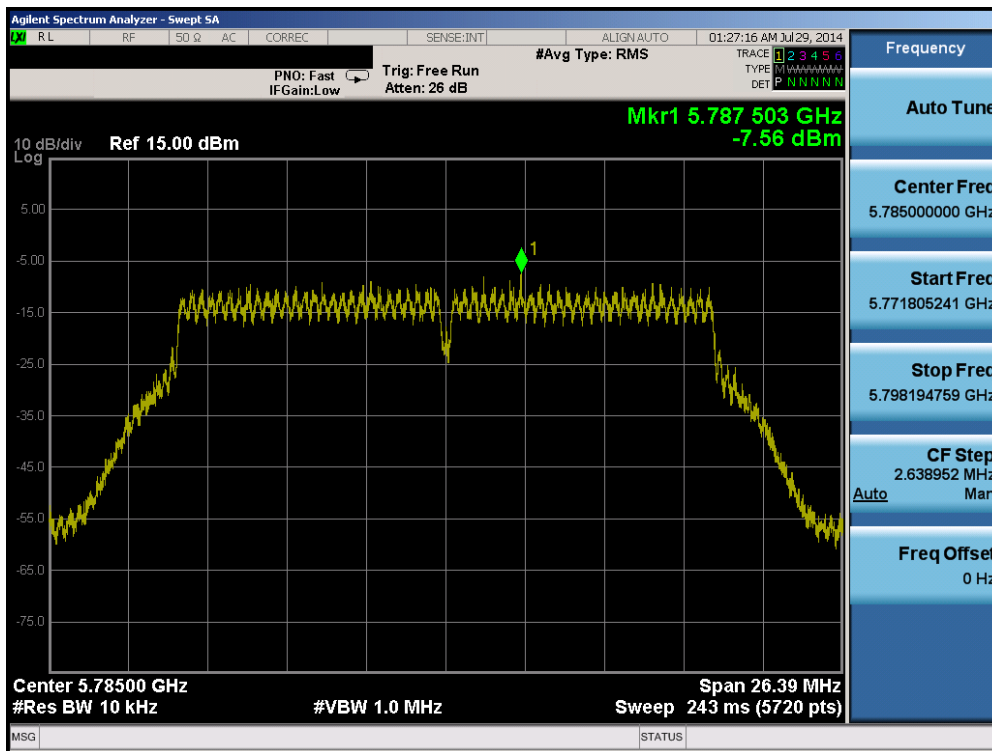 Agilent Spectrum Analyzer - Swept SA
LXI RL RF 50 Ω AC CORREC SENSE:INT ALIGN AUTO 01:27:16 AM Jul 29, 2014
#Avg Type: RMS
TRACE 1 2 3 4 5 6
PNO: Fast Trig: Free Run
TYPE M WWWWW
IFGain:Low Atten: 26 dB
DET P N N N N N
Mkr1 5.787 503 GHz
-7.56 dBm
10 dB/div Ref 15.00 dBm
Log
1
5.00
-5.00
-15.0
-25.0
-35.0
-45.0
-55.0
-65.0
-75.0
Center 5.78500 GHz Span 26.39 MHz
#Res BW 10 kHz #VBW 1.0 MHz Sweep 243 ms (5720 pts)
MSG STATUS
Frequency
Auto Tune
Center Freq
5.785000000 GHz
Start Freq
5.771805241 GHz
Stop Freq
5.798194759 GHz
CF Step
2.638952 MHz
Auto Man
Freq Offset
0 Hz